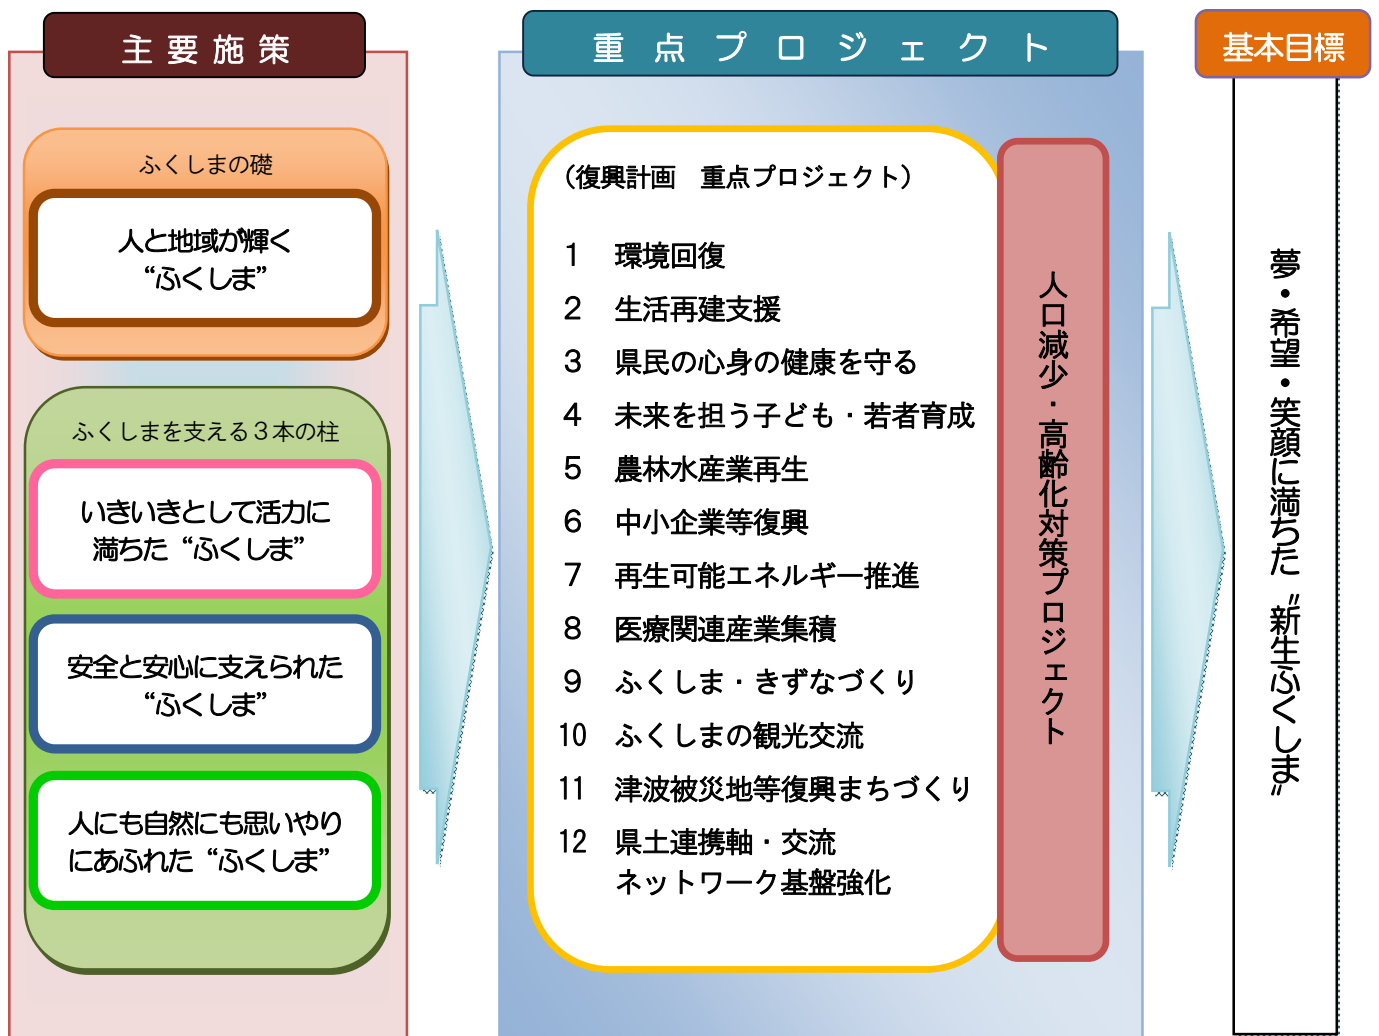 主要施策
ふくしまの礎
人と地域が輝く
“ふくしま”
ふくしまを支える３本の柱
いきいきとして活力に
満ちた“ふくしま”
安全と安心に支えられた
“ふくしま”
人にも自然にも思いやり
にあふれた“ふくしま”
重点プロジェクト
（復興計画　重点プロジェクト）
1　環境回復
2　生活再建支援
3　県民の心身の健康を守る
4　未来を担う子ども・若者育成
5　農林水産業再生
6　中小企業等復興
7　再生可能エネルギー推進
8　医療関連産業集積
9　ふくしま・きずなづくり
10　ふくしまの観光交流
11　津波被災地等復興まちづくり
12　県土連携軸・交流
ネットワーク基盤強化
人口減少・高齢化対策プロジェクト
基本目標
夢・希望・笑顔に満ちた“新生ふくしま”